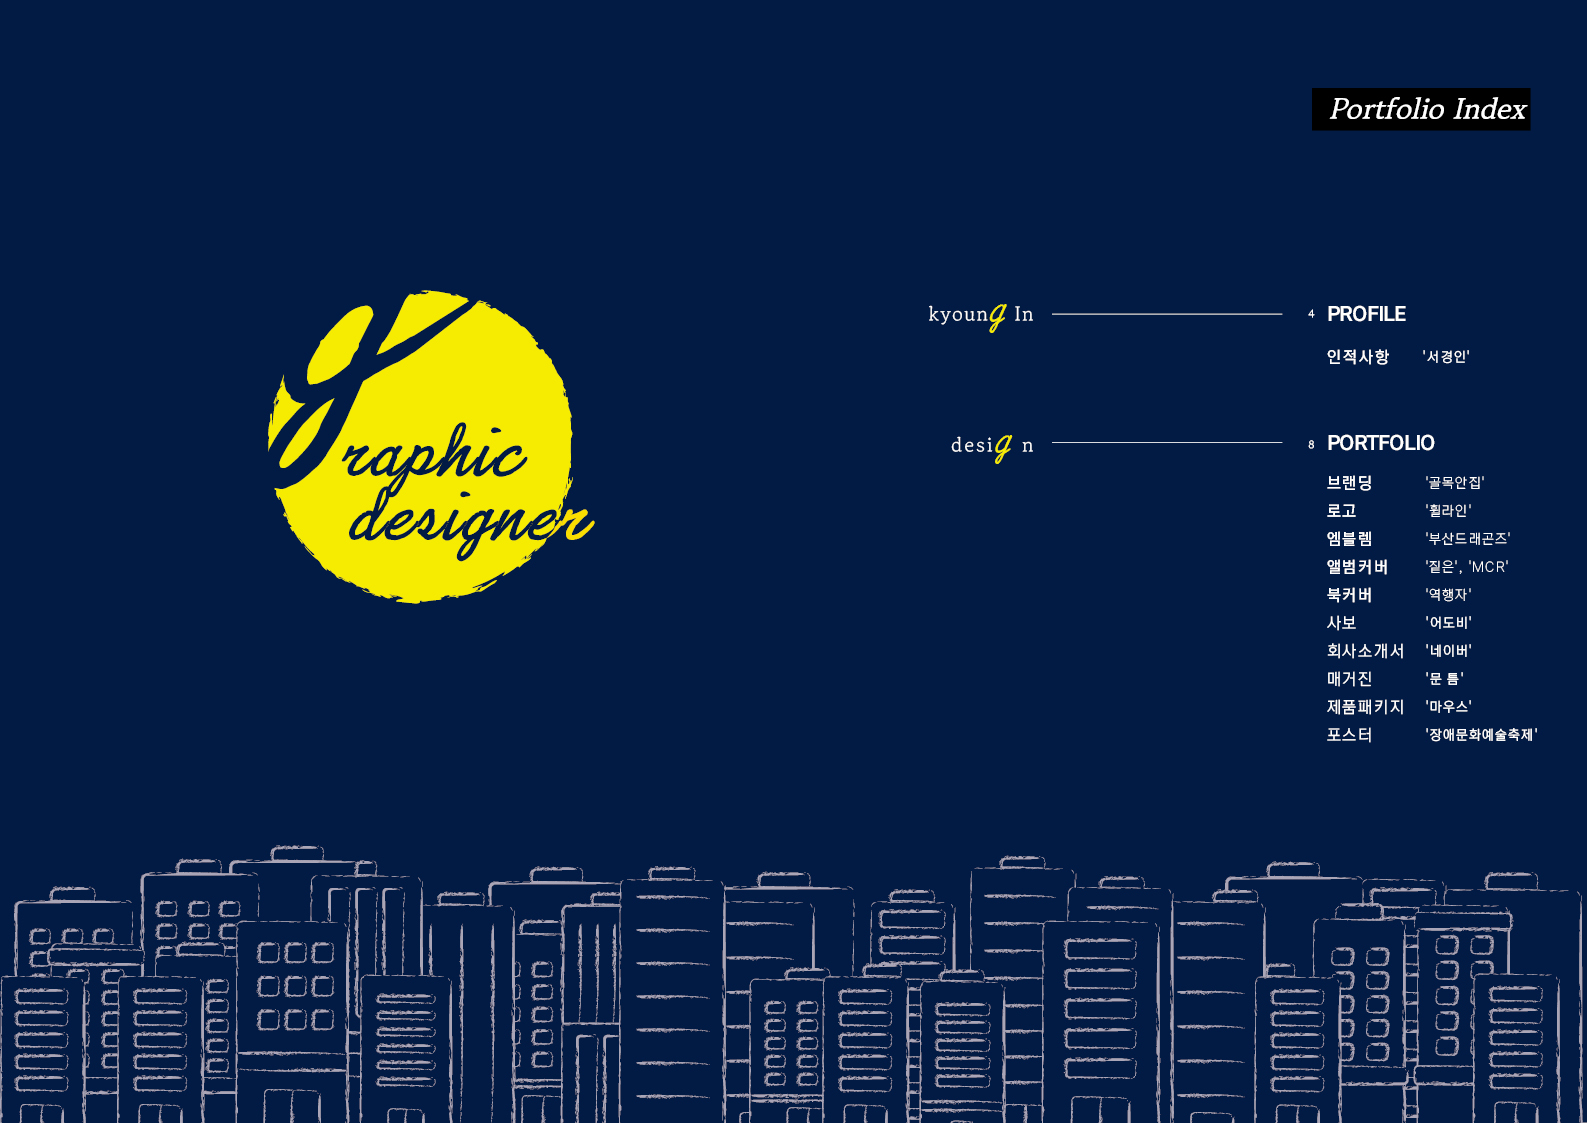 Portfolio Index
graphic
designer
kyoung In
4 PROFILE
인적사항 '서경인'
design
8 PORTFOLIO
브랜딩 '골목안집'
로고 '휠라인'
엠블렘 '부산드래곤즈'
앨범커버 '짙은', 'MCR'
북커버 '역행자'
사보 '어도비'
회사소개서 '네이버'
매거진 '문 틈'
제품패키지 '마우스'
포스터 '장애문화예술축제'